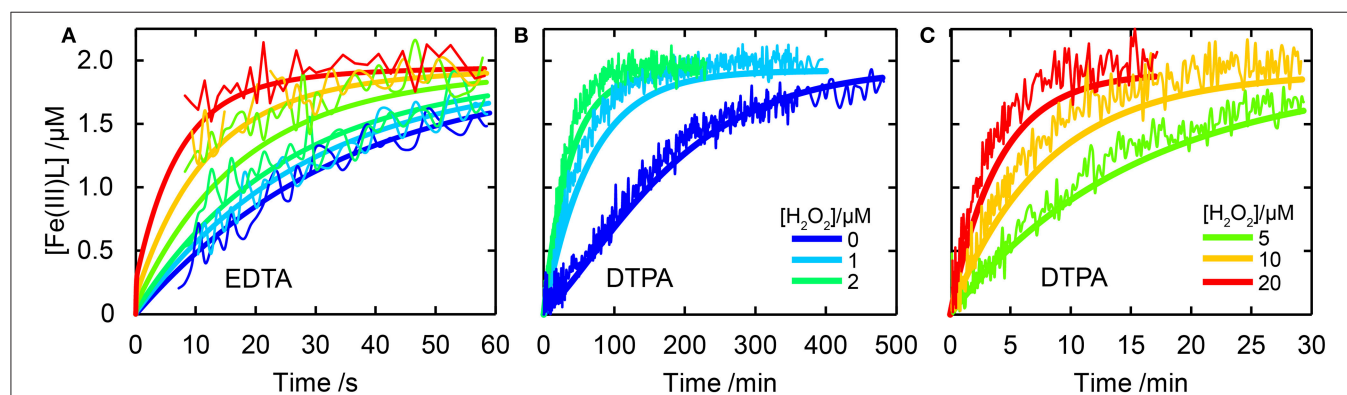 A
B
C
[Fe(III)L] /µM
2.0
1.5
1.0
0.5
0
EDTA
0 10 20 30 40 50 60
Time /s
[H₂O₂]/µM
0
1
2
DTPA
0 100 200 300 400 500
Time /min
[H₂O₂]/µM
5
10
20
DTPA
0 5 10 15 20 25 30
Time /min